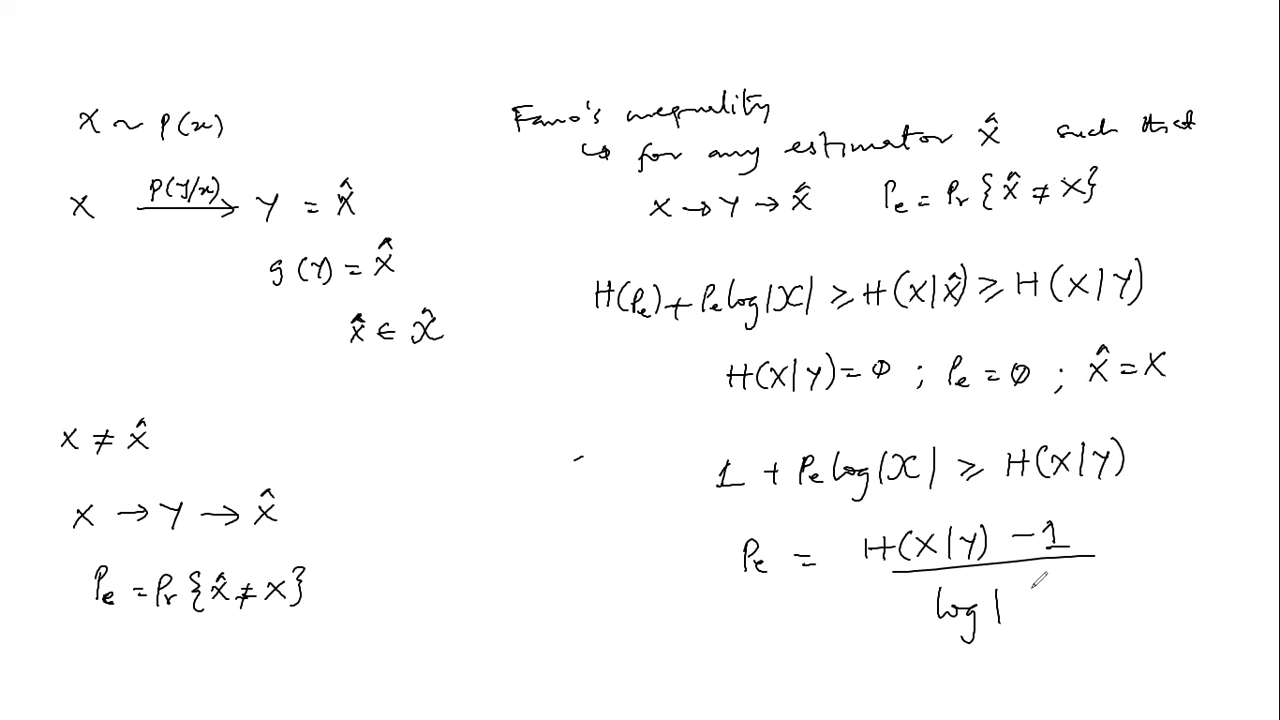 X ~ p(x)
X —p(y/x)→ Y = X̂
g(Y) = X̂
X̂ ∈ 𝒳̂
X ≠ X̂
X → Y → X̂
Pe = Pr {X̂ ≠ X}
Fano's inequality
↳ for any estimator X̂ such that
X → Y → X̂ Pe = Pr {X̂ ≠ X}
H(Pe) + Pe log|𝒳| ≥ H(X|X̂) ≥ H(X|Y)
H(X|Y) = 0 ; Pe = 0 ; X̂ = X
1 + Pe log|𝒳| ≥ H(X|Y)
Pe = H(X|Y) - 1
log |